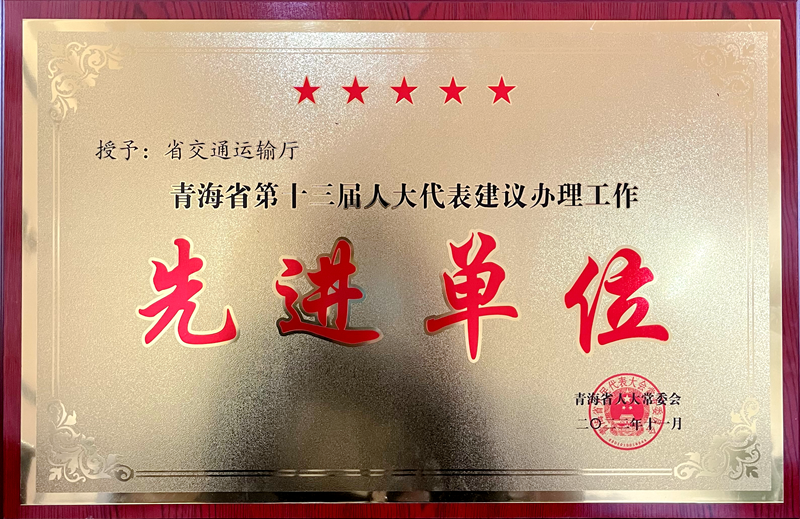 ★★★★★
授予：省交通运输厅
青海省第十三届人大代表建议办理工作
先进单位
青海省人大常委会
二〇二二年十一月